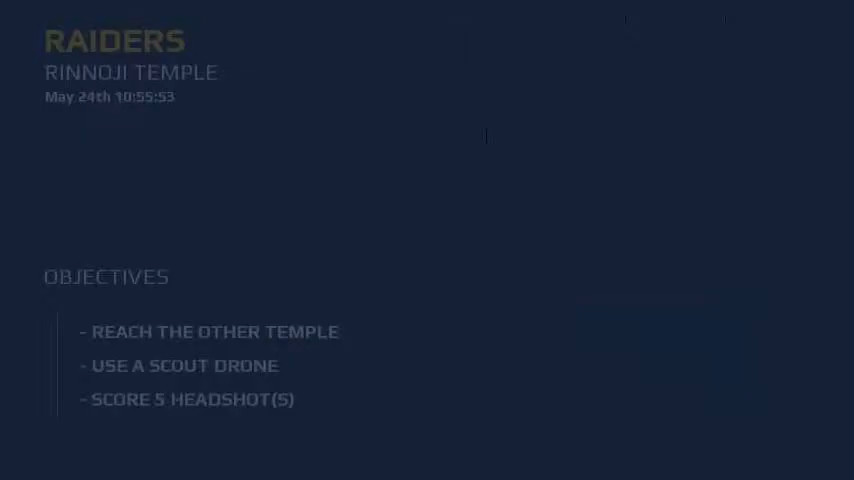 RAIDERS
RINNOJI TEMPLE
May 24th 10:55:53
OBJECTIVES
- REACH THE OTHER TEMPLE
- USE A SCOUT DRONE
- SCORE 5 HEADSHOT(S)